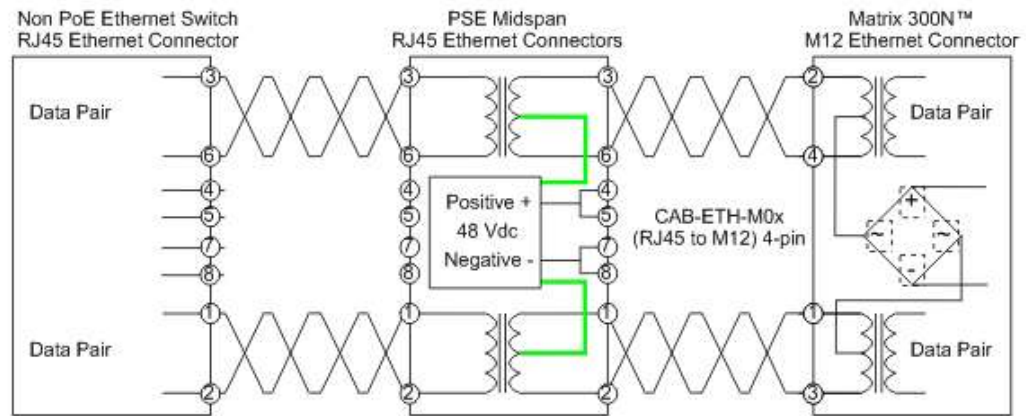 Non PoE Ethernet Switch
RJ45 Ethernet Connector
PSE Midspan
RJ45 Ethernet Connectors
Matrix 300N™
M12 Ethernet Connector
3
3
3
2
Data Pair
Data Pair
6
6
6
4
4
4
4
5
5
5
7
7
7
8
8
8
Positive +
48 Vdc
Negative -
CAB-ETH-M0x
(RJ45 to M12) 4-pin
+
~
~
-
1
1
1
1
Data Pair
Data Pair
2
2
2
3